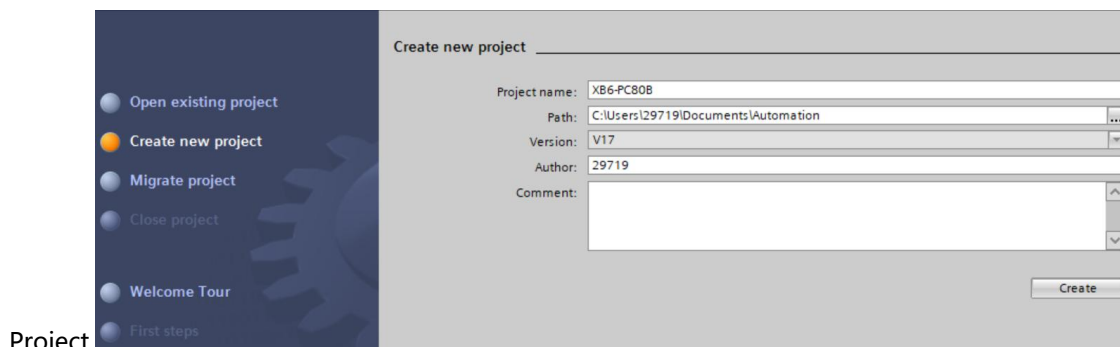 Open existing project
Create new project
Migrate project
Close project
Welcome Tour
First steps
Create new project
Project name: XB6-PC80B
Path: C:\Users\29719\Documents\Automation ...
Version: V17
Author: 29719
Comment:
Create
Project